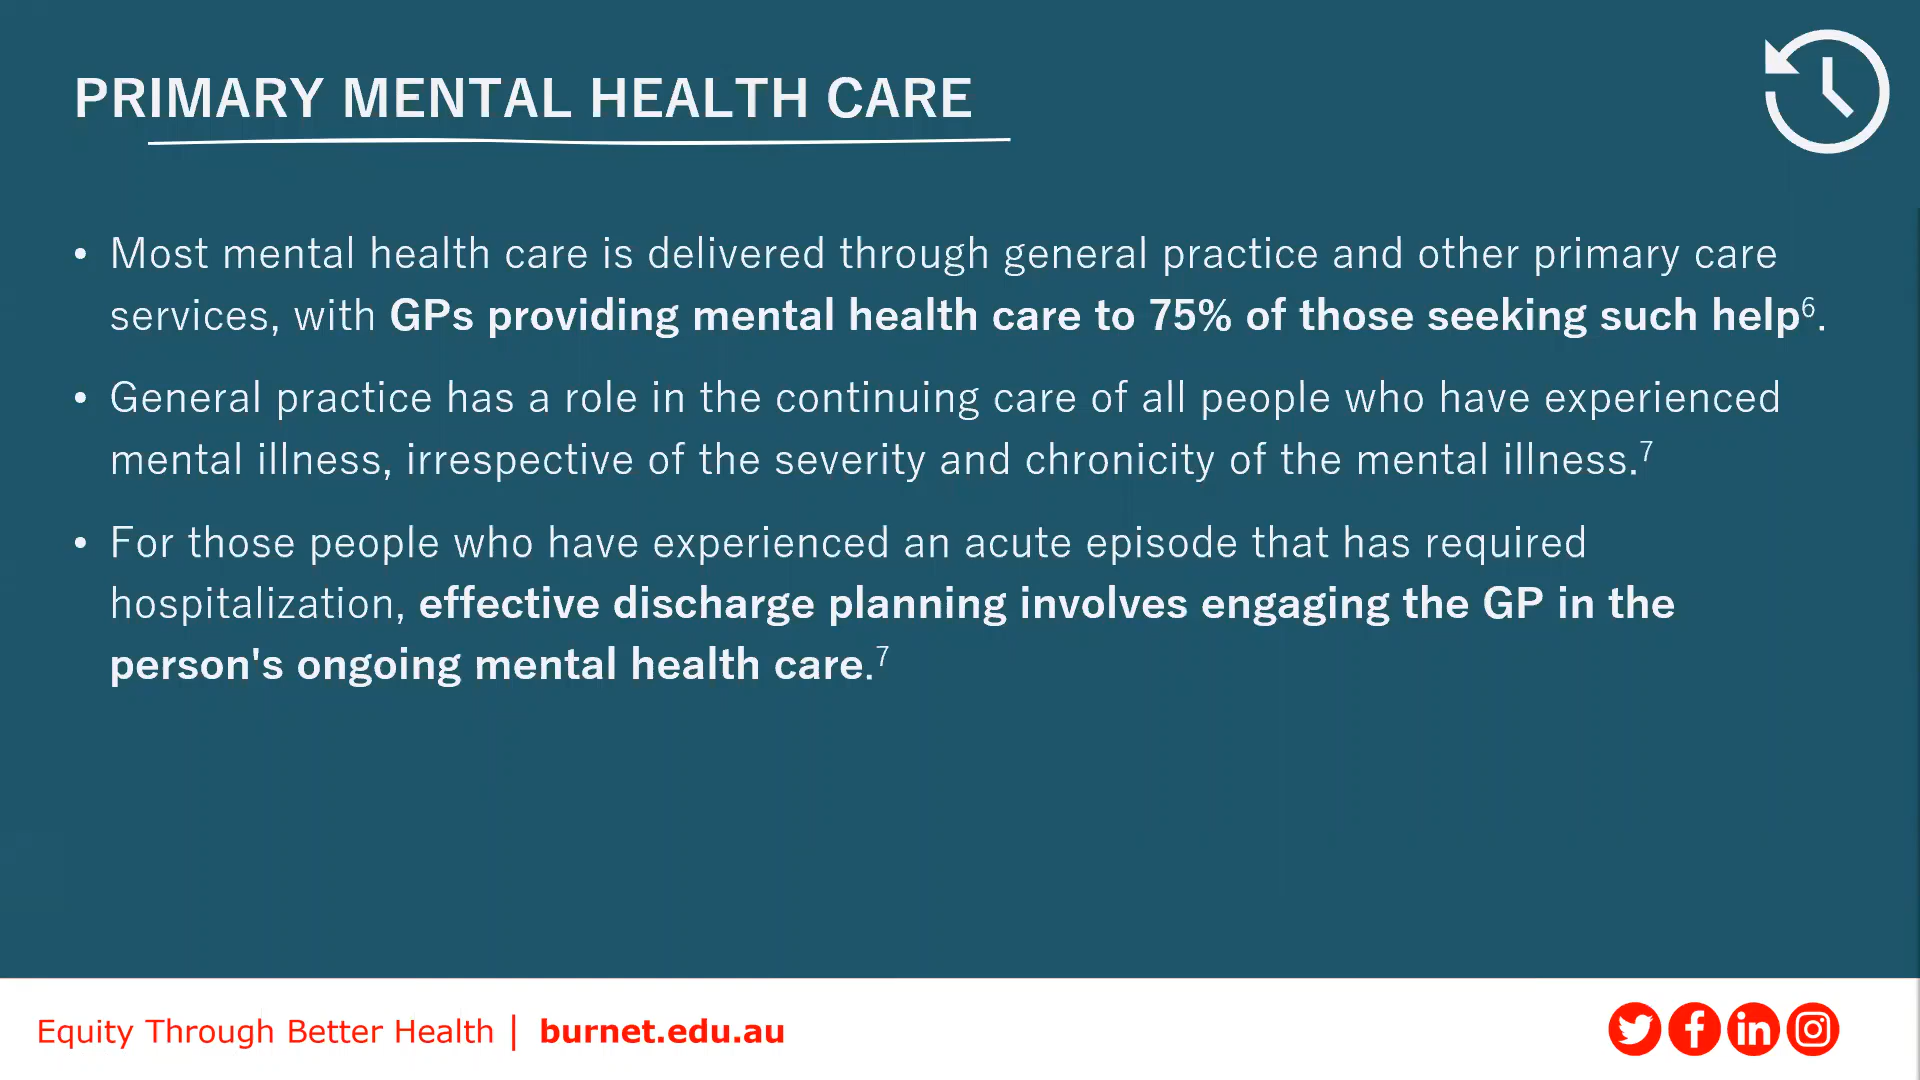 PRIMARY MENTAL HEALTH CARE
• Most mental health care is delivered through general practice and other primary care
services, with GPs providing mental health care to 75% of those seeking such help⁶.
• General practice has a role in the continuing care of all people who have experienced
mental illness, irrespective of the severity and chronicity of the mental illness.⁷
• For those people who have experienced an acute episode that has required
hospitalization, effective discharge planning involves engaging the GP in the
person's ongoing mental health care.⁷
Equity Through Better Health | burnet.edu.au